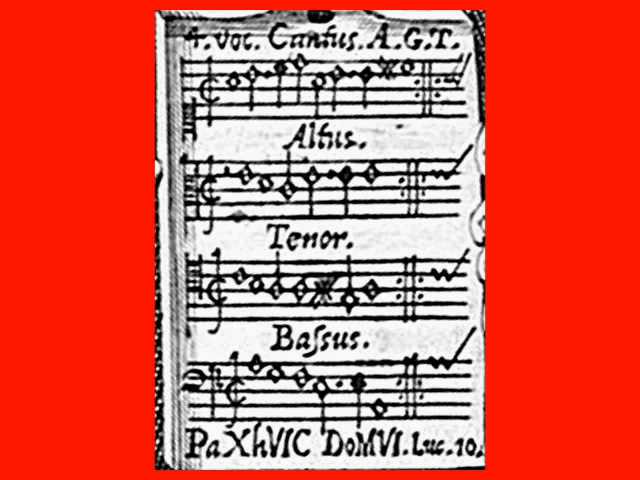 4. Voc. Cantus. A.G.T.
Altus.
Tenor.
Baſsus.
Pax hVIC DoMVI. Luc. 10.